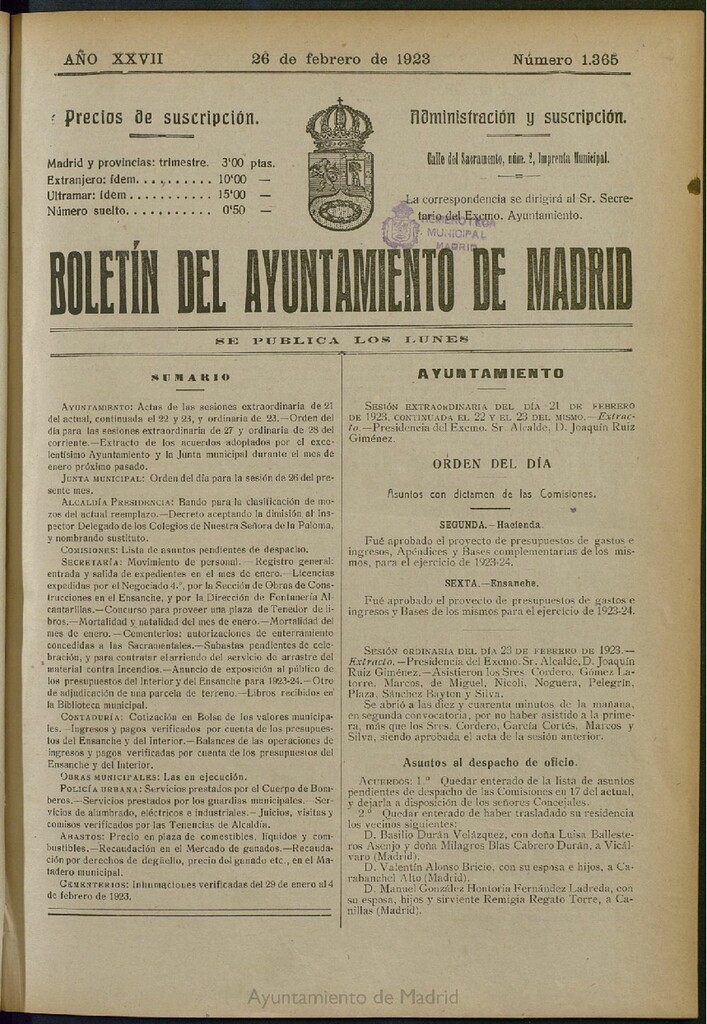 AÑO XXVII
26 de febrero de 1923
Número 1.365
Precios de suscripción.
Madrid y provincias: trimestre. 3'00 ptas.
Extranjero: ídem. . . . . . . . . . 10'00 —
Ultramar: ídem . . . . . . . . . . . 15'00 —
Número suelto. . . . . . . . . . . 0'50 —
Administración y suscripción.
Calle del Sacramento, núm. 2, Imprenta Municipal.
La correspondencia se dirigirá al Sr. Secre-
tario del Excmo. Ayuntamiento.
HEMEROTECA
MUNICIPAL
MADRID
BOLETÍN DEL AYUNTAMIENTO DE MADRID
SE PUBLICA LOS LUNES
SUMARIO
AYUNTAMIENTO: Actas de las sesiones extraordinaria de 21
del actual, continuada el 22 y 23, y ordinaria de 23.—Orden del
día para las sesiones extraordinaria de 27 y ordinaria de 28 del
corriente.—Extracto de los acuerdos adoptados por el exce-
lentísimo Ayuntamiento y la Junta municipal durante el mes de
enero próximo pasado.
JUNTA MUNICIPAL: Orden del día para la sesión de 26 del pre-
sente mes.
ALCALDÍA PRESIDENCIA: Bando para la clasificación de mo-
zos del actual reemplazo.—Decreto aceptando la dimisión al Ins-
pector Delegado de los Colegios de Nuestra Señora de la Paloma,
y nombrando sustituto.
COMISIONES: Lista de asuntos pendientes de despacho.
SECRETARÍA: Movimiento de personal.—Registro general:
entrada y salida de expedientes en el mes de enero.—Licencias
expedidas por el Negociado 4.º, por la Sección de Obras de Cons-
trucciones en el Ensanche, y por la Dirección de Fontanería Al-
cantarillas.—Concurso para proveer una plaza de Tenedor de li-
bros.—Mortalidad y natalidad del mes de enero.—Mortalidad del
mes de enero.—Cementerios: autorizaciones de enterramiento
concedidas a las Sacramentales.—Subastas pendientes de cele-
bración, y para contratar el arriendo del servicio de arrastre del
material contra Incendios.—Anuncio de exposición al público de
los presupuestos del Interior y del Ensanche para 1923-24.—Otro
de adjudicación de una parcela de terreno.—Libros recibidos en
la Biblioteca municipal.
CONTADURÍA: Cotización en Bolsa de los valores municipa-
les.—Ingresos y pagos verificados por cuenta de los presupues-
tos del Ensanche y del Interior.—Balances de las operaciones de
ingresos y pagos verificadas por cuenta de los presupuestos del
Ensanche y del Interior.
OBRAS MUNICIPALES: Las en ejecución.
POLICÍA URBANA: Servicios prestados por el Cuerpo de Bom-
beros.—Servicios prestados por los guardias municipales.—Ser-
vicios de alumbrado, eléctricos e industriales.—Juicios, visitas y
comisos verificados por las Tenencias de Alcaldía.
ABASTOS: Precio en plaza de comestibles, líquidos y com-
bustibles.—Recaudación en el Mercado de ganados.—Recauda-
ción por derechos de degüello, precio del ganado etc., en el Ma-
tadero municipal.
CEMENTERIOS: Inhumaciones verificadas del 29 de enero al 4
de febrero de 1923.
AYUNTAMIENTO
SESIÓN EXTRAORDINARIA DEL DÍA 21 DE FEBRERO
DE 1923, CONTINUADA EL 22 Y EL 23 DEL MISMO.—Extrac-
to.—Presidencia del Excmo. Sr. Alcalde, D. Joaquín Ruiz
Giménez.
ORDEN DEL DÍA
Asuntos con dictamen de las Comisiones.
SEGUNDA.—Hacienda.
Fué aprobado el proyecto de presupuestos de gastos e
ingresos, Apéndices y Bases complementarias de los mis-
mos, para el ejercicio de 1923-24.
SEXTA.—Ensanche.
Fué aprobado el proyecto de presupuestos de gastos e
ingresos y Bases de los mismos para el ejercicio de 1923-24.
SESIÓN ORDINARIA DEL DÍA 23 DE FEBRERO DE 1923.—
Extracto.—Presidencia del Excmo. Sr. Alcalde, D. Joaquín
Ruiz Giménez.—Asistieron los Sres. Cordero, Gómez La-
torre, Marcos, de Miguel, Nicoli, Noguera, Pelegrín,
Plaza, Sánchez Bayton y Silva.
Se abrió a las diez y cuarenta minutos de la mañana,
en segunda convocatoria, por no haber asistido a la prime-
ra, más que los Sres. Cordero, García Cortés, Marcos y
Silva, siendo aprobada el acta de la sesión anterior.
Asuntos al despacho de oficio.
ACUERDOS: 1.º Quedar enterado de la lista de asuntos
pendientes de despacho de las Comisiones en 17 del actual,
y dejarla a disposición de los señores Concejales.
2.º Quedar enterado de haber trasladado su residencia
los vecinos siguientes:
D. Basilio Durán Velázquez, con doña Luisa Balleste-
ros Asenjo y doña Milagros Blas Cabrero Durán, a Vicál-
varo (Madrid).
D. Valentín Alonso Bricio, con su esposa e hijos, a Ca-
rabanchel Alto (Madrid).
D. Manuel González Hontoria Fernández Ladreda, con
su esposa, hijos y sirviente Remigia Regato Torre, a Ca-
nillas (Madrid).
Ayuntamiento de Madrid